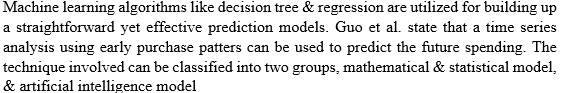 Machine learning algorithms like decision tree & regression are utilized for building up
a straightforward yet effective prediction models. Guo et al. state that a time series
analysis using early purchase patters can be used to predict the future spending. The
technique involved can be classified into two groups, mathematical & statistical model,
& artificial intelligence model